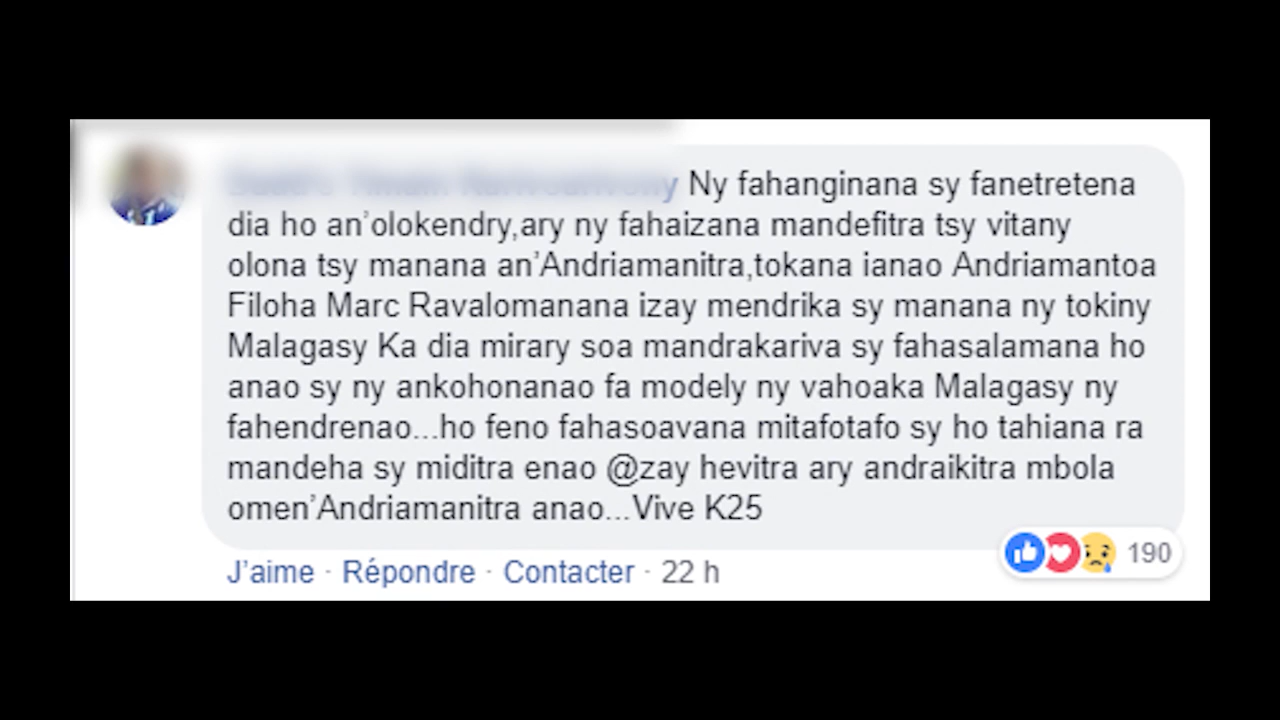 Ny fahanginana sy fanetretena
dia ho an’olokendry,ary ny fahaizana mandefitra tsy vitany
olona tsy manana an’Andriamanitra,tokana ianao Andriamantoa
Filoha Marc Ravalomanana izay mendrika sy manana ny tokiny
Malagasy Ka dia mirary soa mandrakariva sy fahasalamana ho
anao sy ny ankohonanao fa modely ny vahoaka Malagasy ny
fahendrenao...ho feno fahasoavana mitafotafo sy ho tahiana ra
mandeha sy miditra enao @zay hevitra ary andraikitra mbola
omen’Andriamanitra anao...Vive K25
190
J’aime · Répondre · Contacter · 22 h